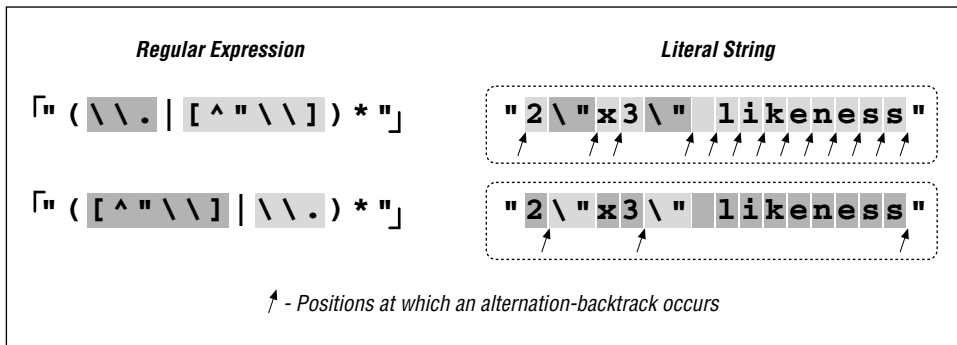 Regular Expression Literal String
⌈"(\\.|[^"\\])*"⌋ "2\"x3\" likeness"
⌈"([^"\\]|\\.)*"⌋ "2\"x3\" likeness"
- Positions at which an alternation-backtrack occurs